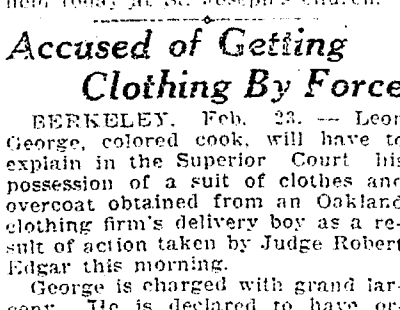 held today at St. Joseph's church.
Accused of Getting
Clothing By Force
BERKELEY, Feb. 23. — Leon
George, colored cook, will have to
explain in the Superior Court his
possession of a suit of clothes and
overcoat obtained from an Oakland
clothing firm's delivery boy as a re-
sult of action taken by Judge Robert
Edgar this morning.
George is charged with grand lar-
ceny. He is declared to have or-